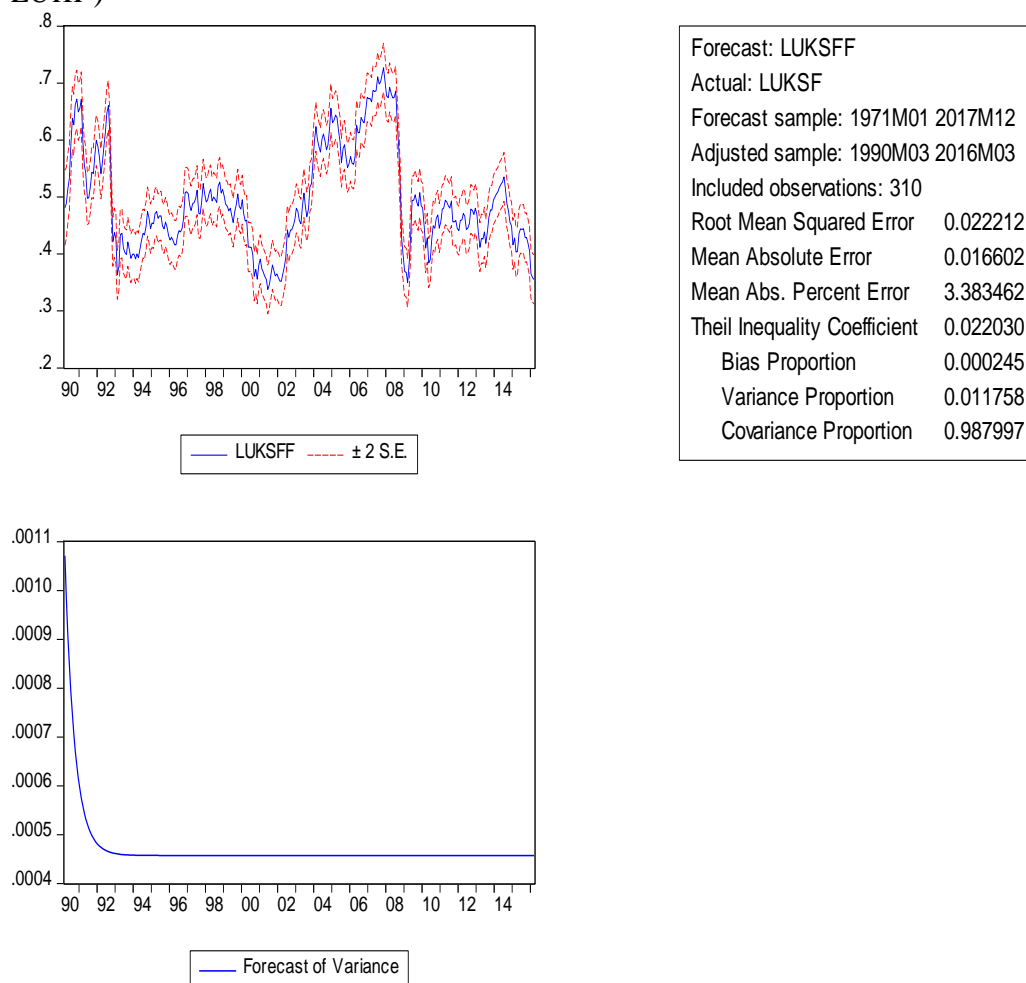 .8
.7
.6
.5
.4
.3
.2
90 92 94 96 98 00 02 04 06 08 10 12 14
LUKSFF ± 2 S.E.
Forecast: LUKSFF
Actual: LUKSF
Forecast sample: 1971M01 2017M12
Adjusted sample: 1990M03 2016M03
Included observations: 310
Root Mean Squared Error 0.022212
Mean Absolute Error 0.016602
Mean Abs. Percent Error 3.383462
Theil Inequality Coefficient 0.022030
Bias Proportion 0.000245
Variance Proportion 0.011758
Covariance Proportion 0.987997
.0011
.0010
.0009
.0008
.0007
.0006
.0005
.0004
90 92 94 96 98 00 02 04 06 08 10 12 14
Forecast of Variance